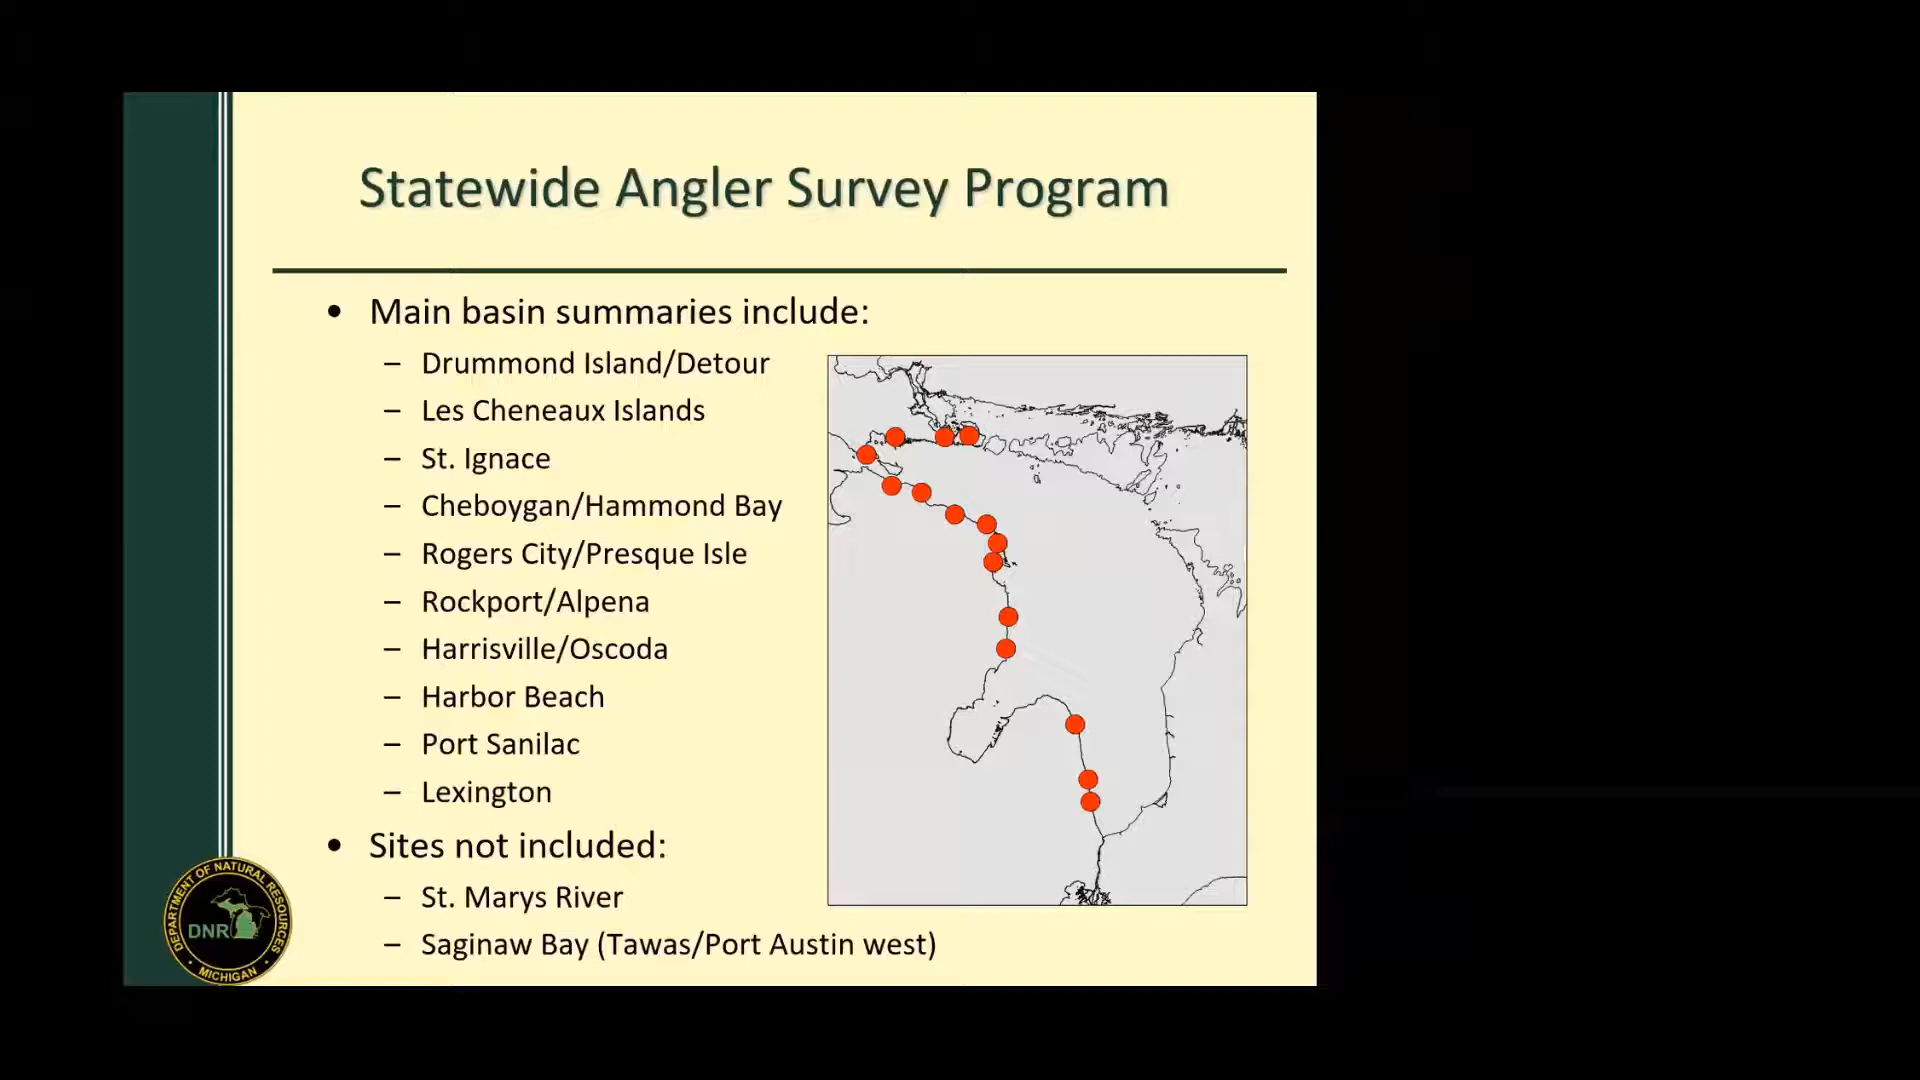 Statewide Angler Survey Program
• Main basin summaries include:
– Drummond Island/Detour
– Les Cheneaux Islands
– St. Ignace
– Cheboygan/Hammond Bay
– Rogers City/Presque Isle
– Rockport/Alpena
– Harrisville/Oscoda
– Harbor Beach
– Port Sanilac
– Lexington
• Sites not included:
– St. Marys River
– Saginaw Bay (Tawas/Port Austin west)
DEPARTMENT OF NATURAL RESOURCES
DNR
MICHIGAN